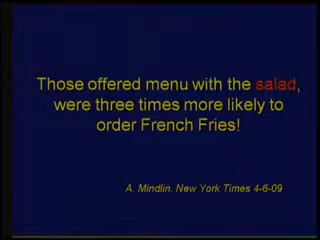 Those offered menu with the salad,
were three times more likely to
order French Fries!
A. Mindlin. New York Times 4-6-09